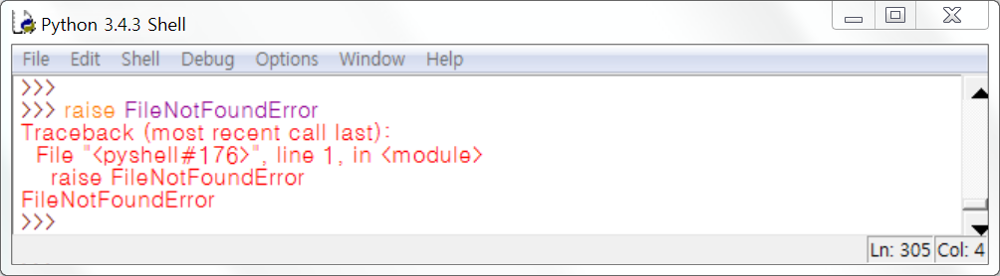 Python 3.4.3 Shell
File Edit Shell Debug Options Window Help
>>>
>>> raise FileNotFoundError
Traceback (most recent call last):
  File "<pyshell#176>", line 1, in <module>
    raise FileNotFoundError
FileNotFoundError
>>>
Ln: 305 Col: 4